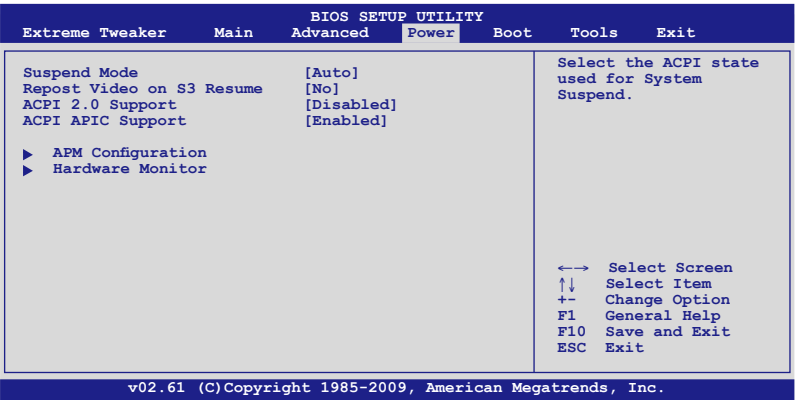 BIOS SETUP UTILITY
Extreme Tweaker Main Advanced Power Boot Tools Exit
Suspend Mode [Auto]
Repost Video on S3 Resume [No]
ACPI 2.0 Support [Disabled]
ACPI APIC Support [Enabled]
▶ APM Configuration
▶ Hardware Monitor
Select the ACPI state
used for System
Suspend.
←→ Select Screen
↑↓ Select Item
+- Change Option
F1 General Help
F10 Save and Exit
ESC Exit
v02.61 (C)Copyright 1985-2009, American Megatrends, Inc.